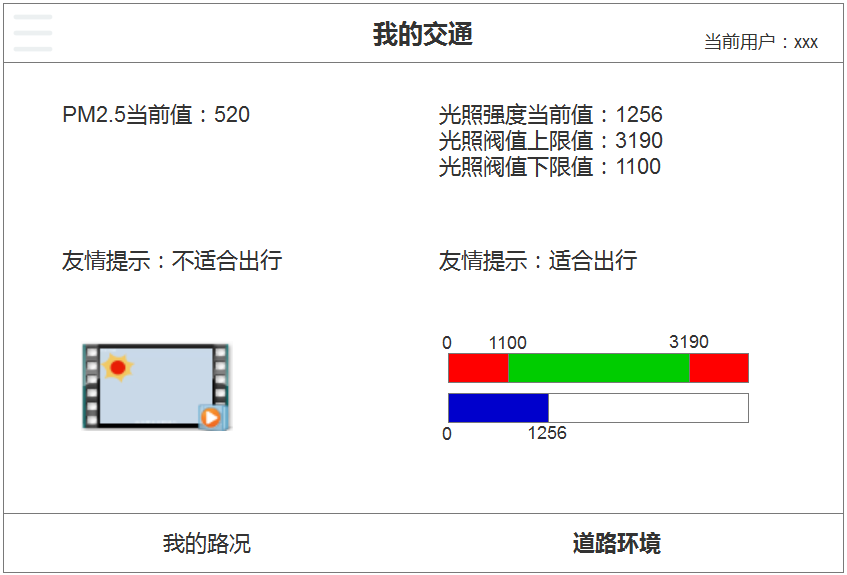 我的交通
当前用户：xxx
PM2.5当前值：520
光照强度当前值：1256
光照阀值上限值：3190
光照阀值下限值：1100
友情提示：不适合出行
友情提示：适合出行
0 1100 3190
0 1256
我的路况
道路环境